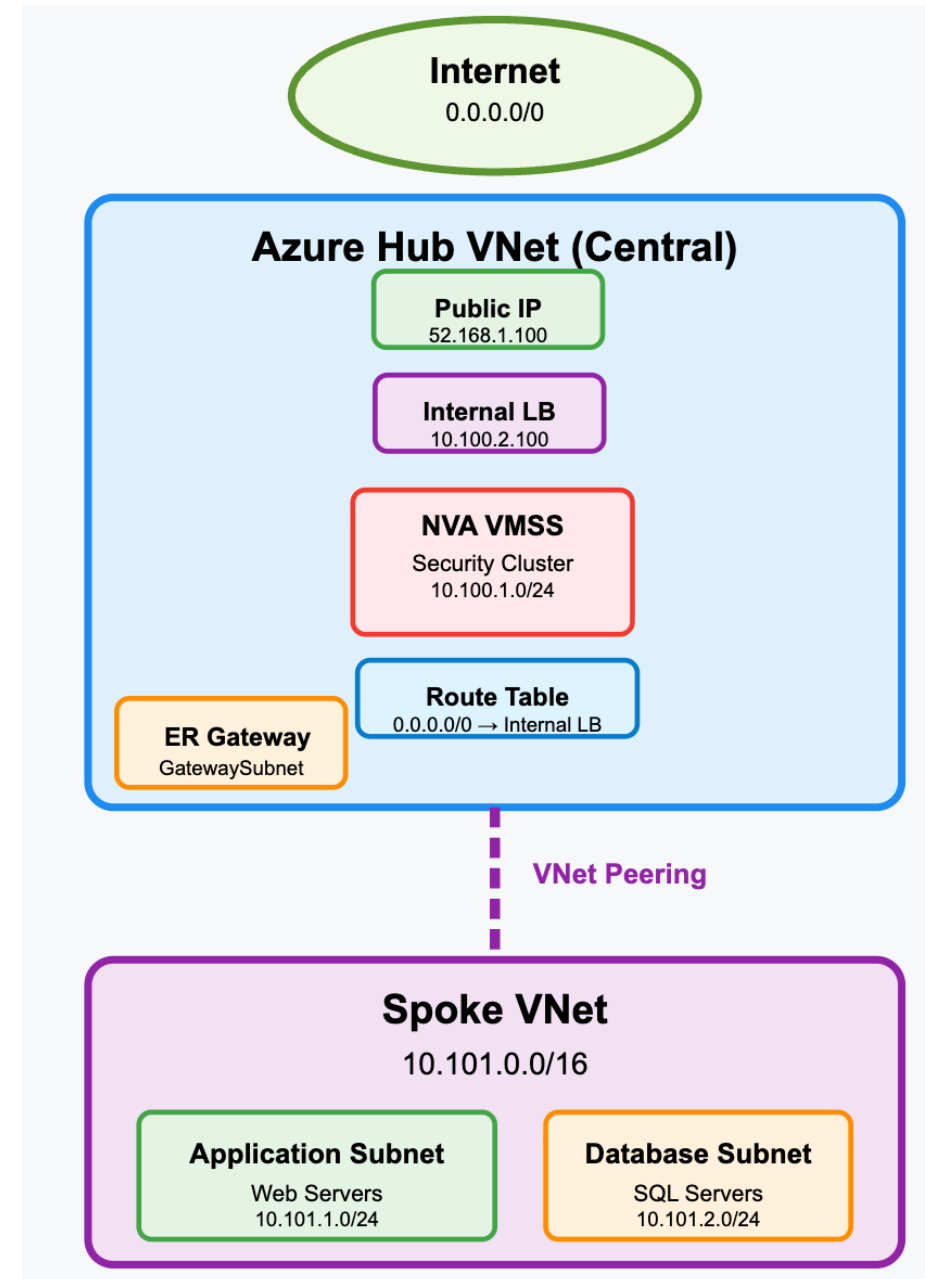 Internet
0.0.0.0/0
Azure Hub VNet (Central)
Public IP
52.168.1.100
Internal LB
10.100.2.100
NVA VMSS
Security Cluster
10.100.1.0/24
Route Table
0.0.0.0/0 → Internal LB
ER Gateway
GatewaySubnet
VNet Peering
Spoke VNet
10.101.0.0/16
Application Subnet
Web Servers
10.101.1.0/24
Database Subnet
SQL Servers
10.101.2.0/24